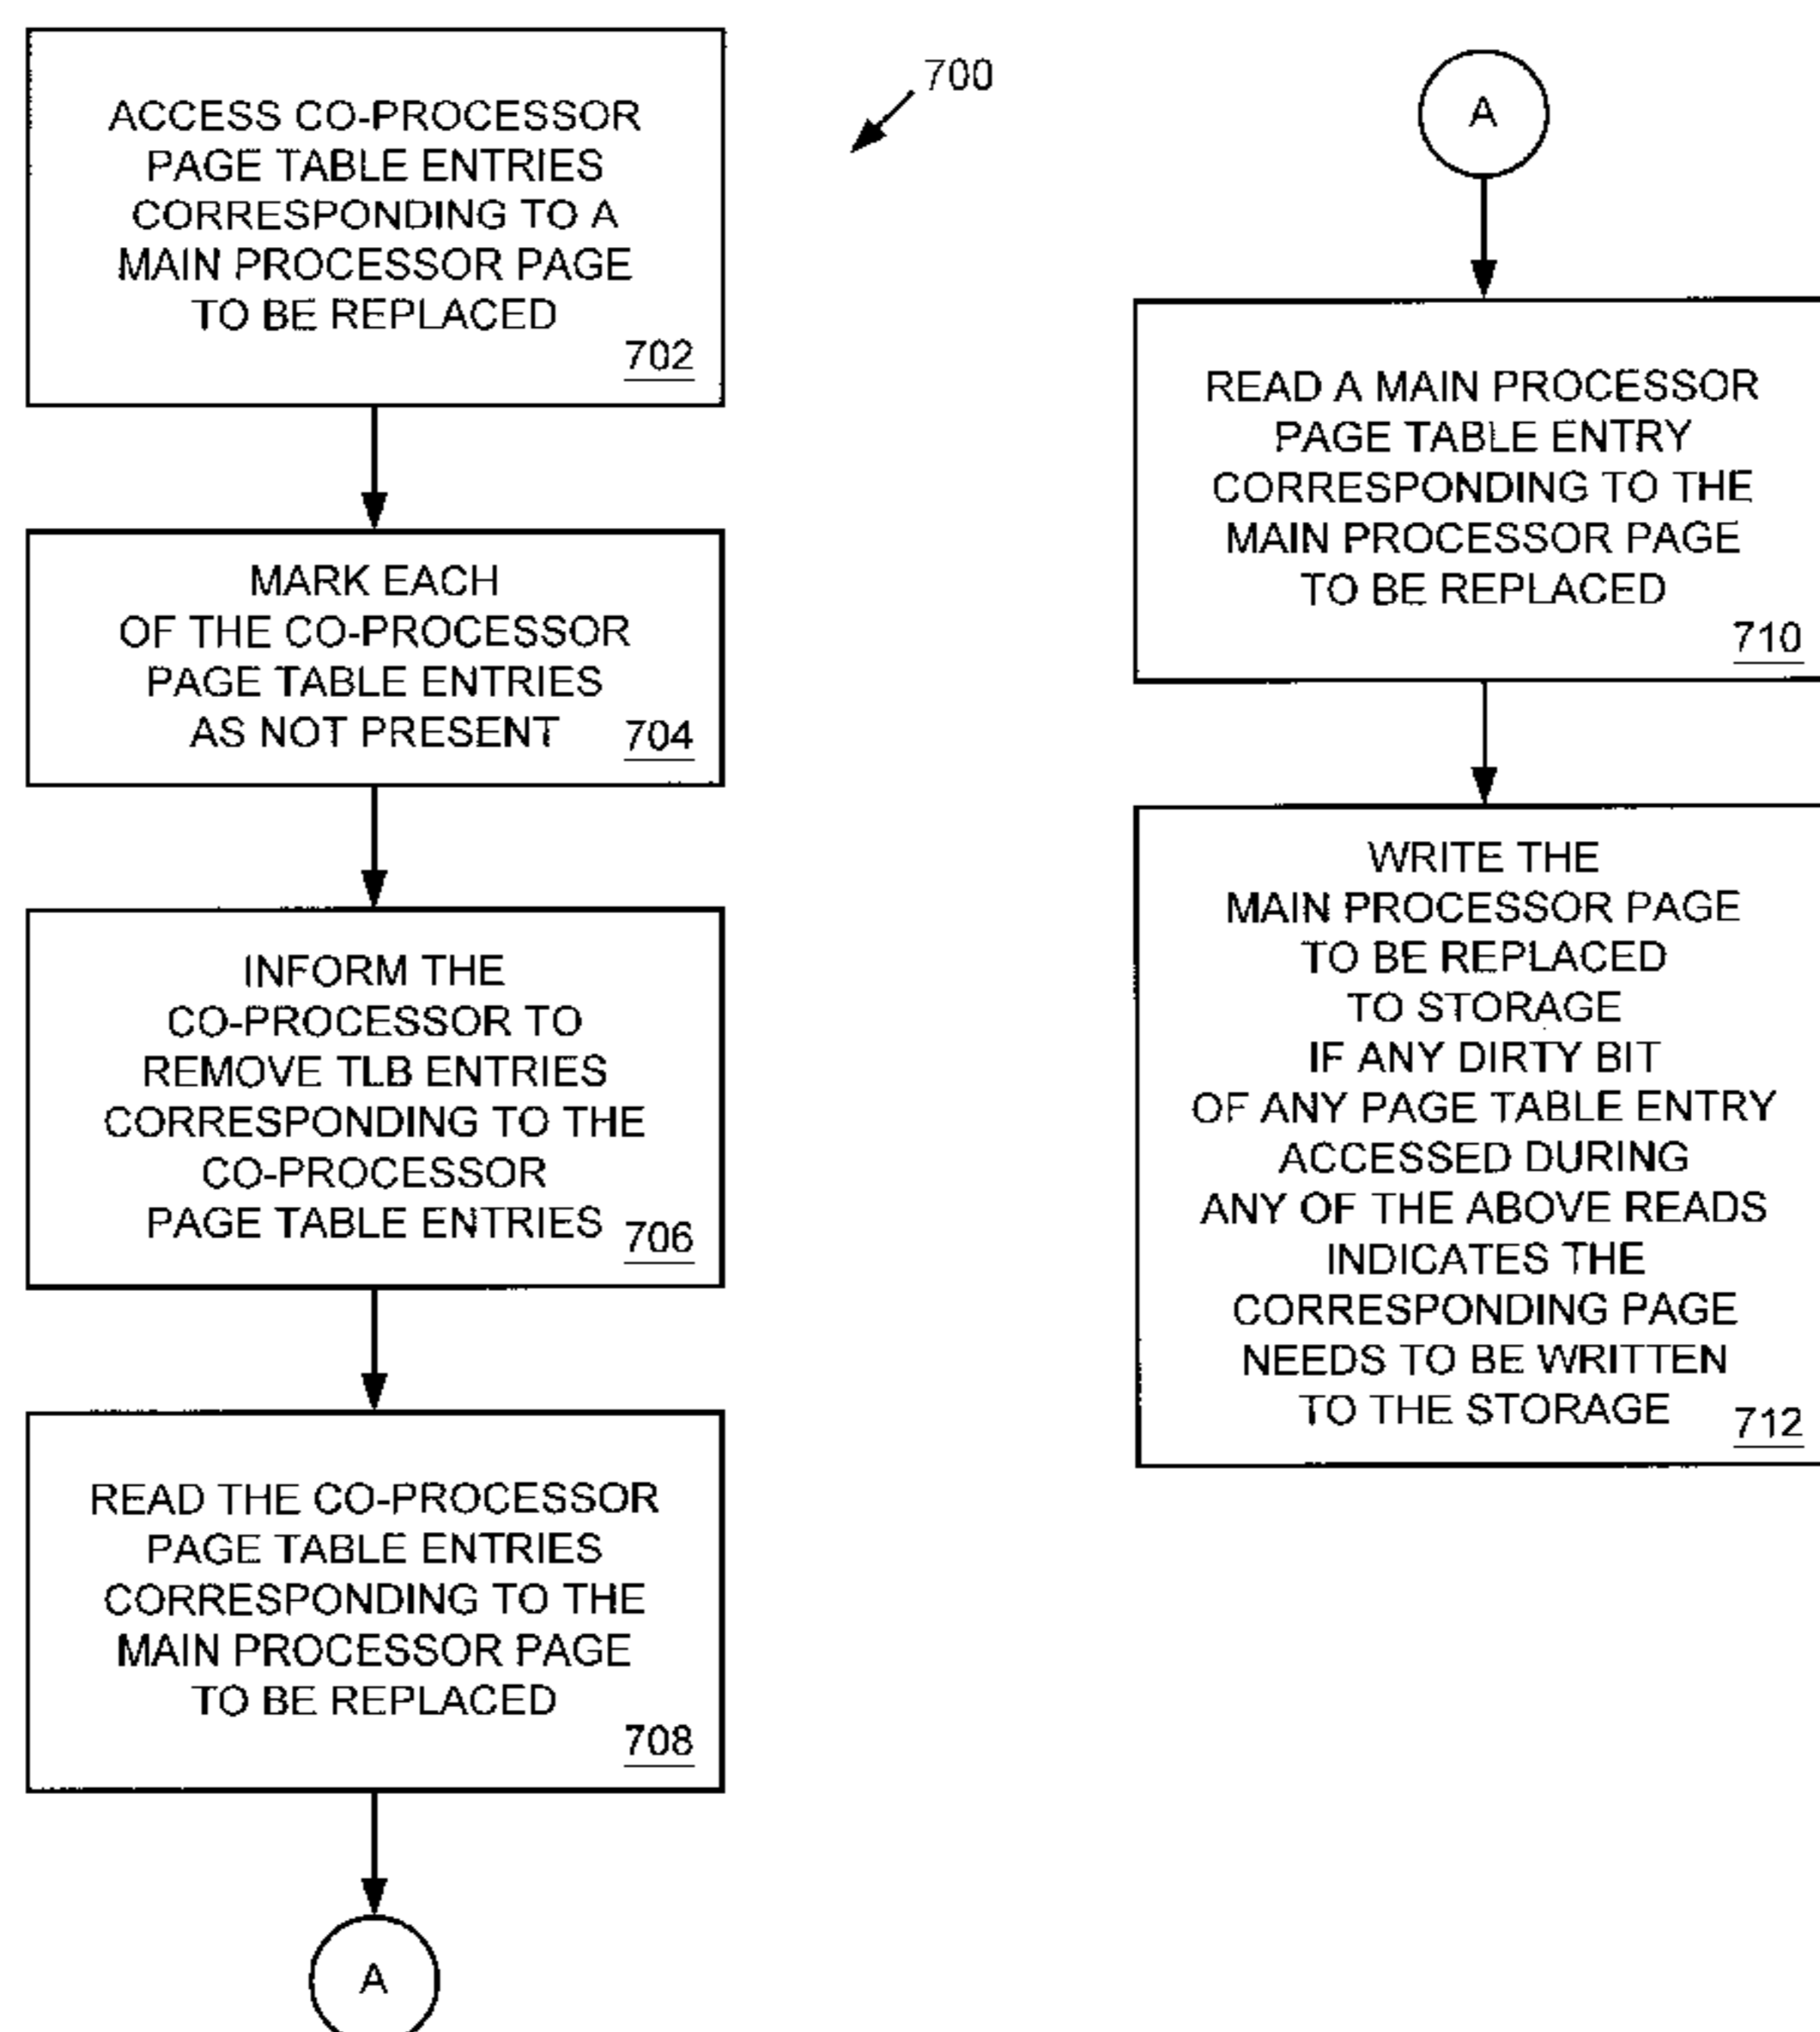 ACCESS CO-PROCESSOR
PAGE TABLE ENTRIES
CORRESPONDING TO A
MAIN PROCESSOR PAGE
TO BE REPLACED
702
MARK EACH
OF THE CO-PROCESSOR
PAGE TABLE ENTRIES
AS NOT PRESENT
704
INFORM THE
CO-PROCESSOR TO
REMOVE TLB ENTRIES
CORRESPONDING TO THE
CO-PROCESSOR
PAGE TABLE ENTRIES
706
READ THE CO-PROCESSOR
PAGE TABLE ENTRIES
CORRESPONDING TO THE
MAIN PROCESSOR PAGE
TO BE REPLACED
708
A
700
A
READ A MAIN PROCESSOR
PAGE TABLE ENTRY
CORRESPONDING TO THE
MAIN PROCESSOR PAGE
TO BE REPLACED
710
WRITE THE
MAIN PROCESSOR PAGE
TO BE REPLACED
TO STORAGE
IF ANY DIRTY BIT
OF ANY PAGE TABLE ENTRY
ACCESSED DURING
ANY OF THE ABOVE READS
INDICATES THE
CORRESPONDING PAGE
NEEDS TO BE WRITTEN
TO THE STORAGE
712